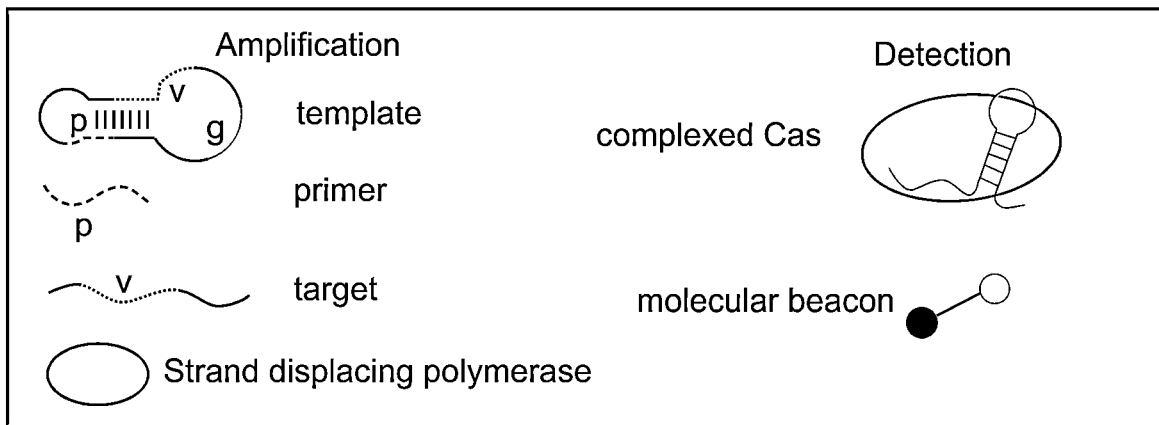 Amplification
v
p
g
template
primer
p
v
target
Strand displacing polymerase
Detection
complexed Cas
molecular beacon